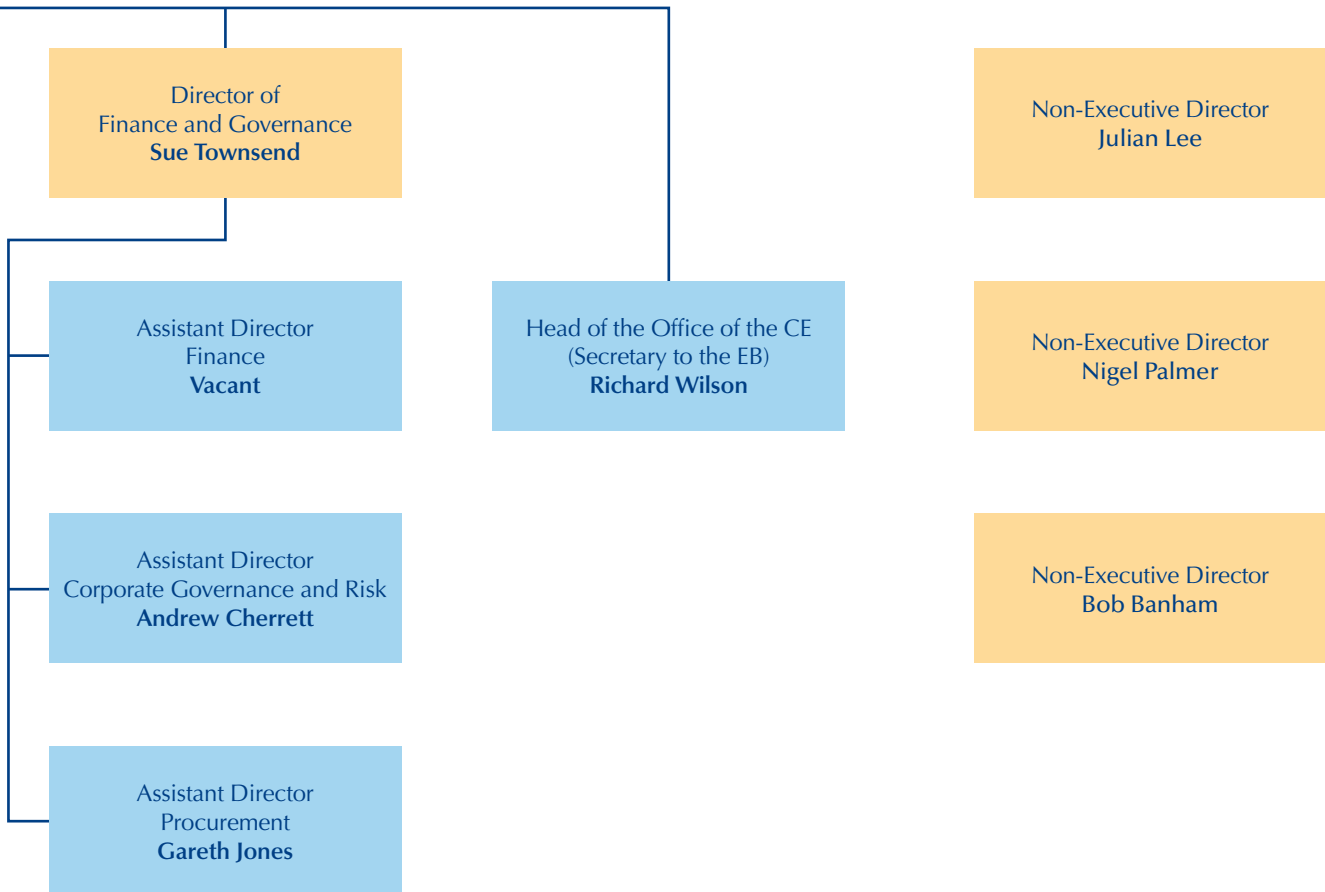 Director of
Finance and Governance
Sue Townsend
Non-Executive Director
Julian Lee
Assistant Director
Finance
Vacant
Head of the Office of the CE
(Secretary to the EB)
Richard Wilson
Non-Executive Director
Nigel Palmer
Assistant Director
Corporate Governance and Risk
Andrew Cherrett
Non-Executive Director
Bob Banham
Assistant Director
Procurement
Gareth Jones